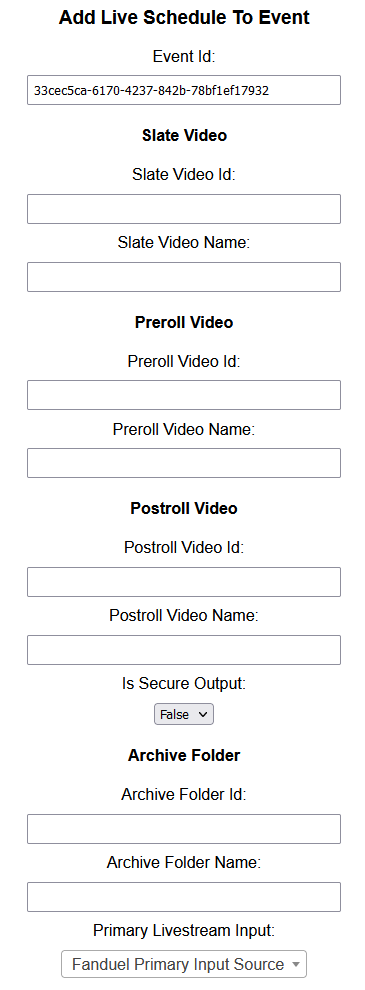 Add Live Schedule To Event
Event Id:
33cec5ca-6170-4237-842b-78bf1ef17932
Slate Video
Slate Video Id:
Slate Video Name:
Preroll Video
Preroll Video Id:
Preroll Video Name:
Postroll Video
Postroll Video Id:
Postroll Video Name:
Is Secure Output:
False
Archive Folder
Archive Folder Id:
Archive Folder Name:
Primary Livestream Input:
Fanduel Primary Input Source